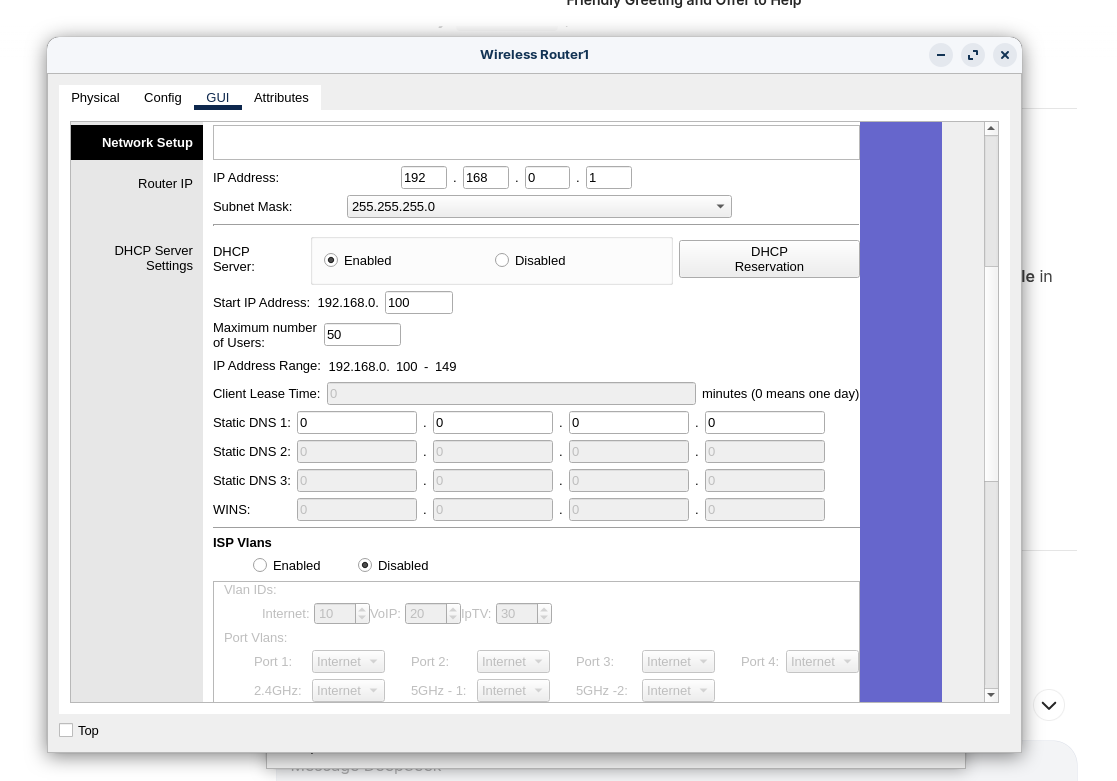 Friendly Greeting and Offer to Help
Wireless Router1
Physical Config GUI Attributes
Network Setup
Router IP
IP Address: 192 . 168 . 0 . 1
Subnet Mask: 255.255.255.0
DHCP Server
Settings
DHCP
Server:
Enabled Disabled
DHCP
Reservation
le in
Start IP Address: 192.168.0. 100
Maximum number
of Users:
50
IP Address Range: 192.168.0. 100 - 149
Client Lease Time: 0 minutes (0 means one day)
Static DNS 1: 0 . 0 . 0 . 0
Static DNS 2: 0 . 0 . 0 . 0
Static DNS 3: 0 . 0 . 0 . 0
WINS: 0 . 0 . 0 . 0
ISP Vlans
Enabled Disabled
Vlan IDs:
Internet: 10 VoIP: 20 IpTV: 30
Port Vlans:
Port 1: Internet Port 2: Internet Port 3: Internet Port 4: Internet
2.4GHz: Internet 5GHz - 1: Internet 5GHz -2: Internet
Top
Message DeepSeek